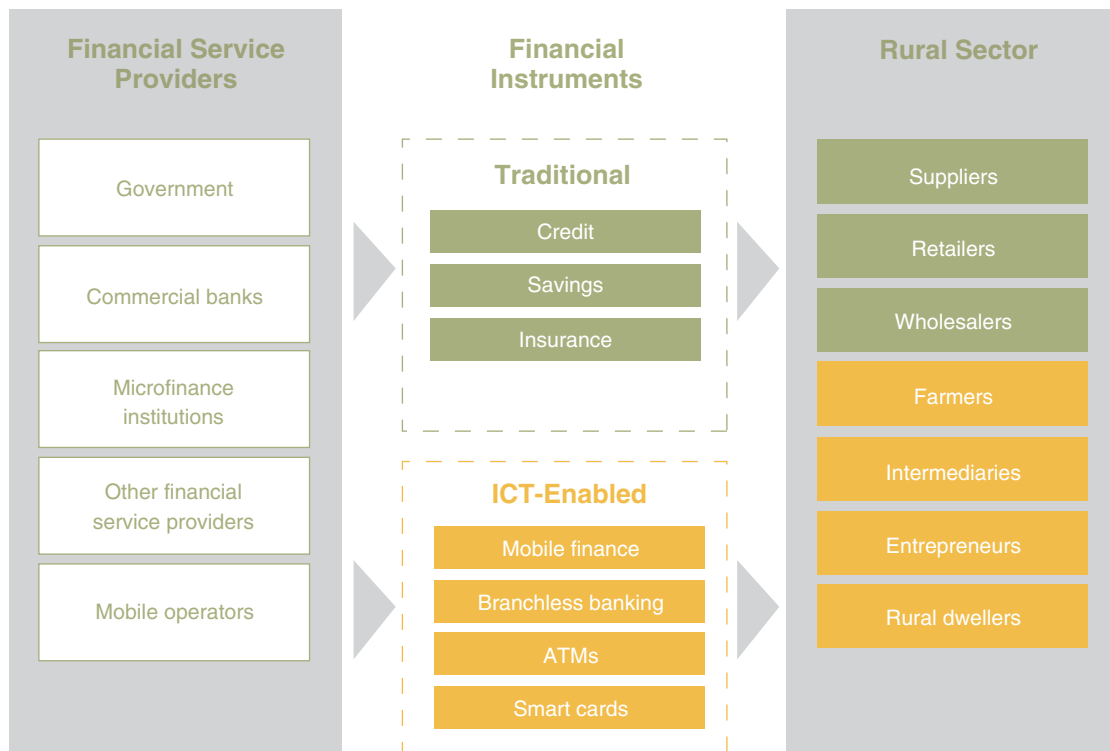 Financial Service
Providers
Government
Commercial banks
Microfinance
institutions
Other financial
service providers
Mobile operators
Financial
Instruments
Traditional
Credit
Savings
Insurance
ICT-Enabled
Mobile finance
Branchless banking
ATMs
Smart cards
Rural Sector
Suppliers
Retailers
Wholesalers
Farmers
Intermediaries
Entrepreneurs
Rural dwellers